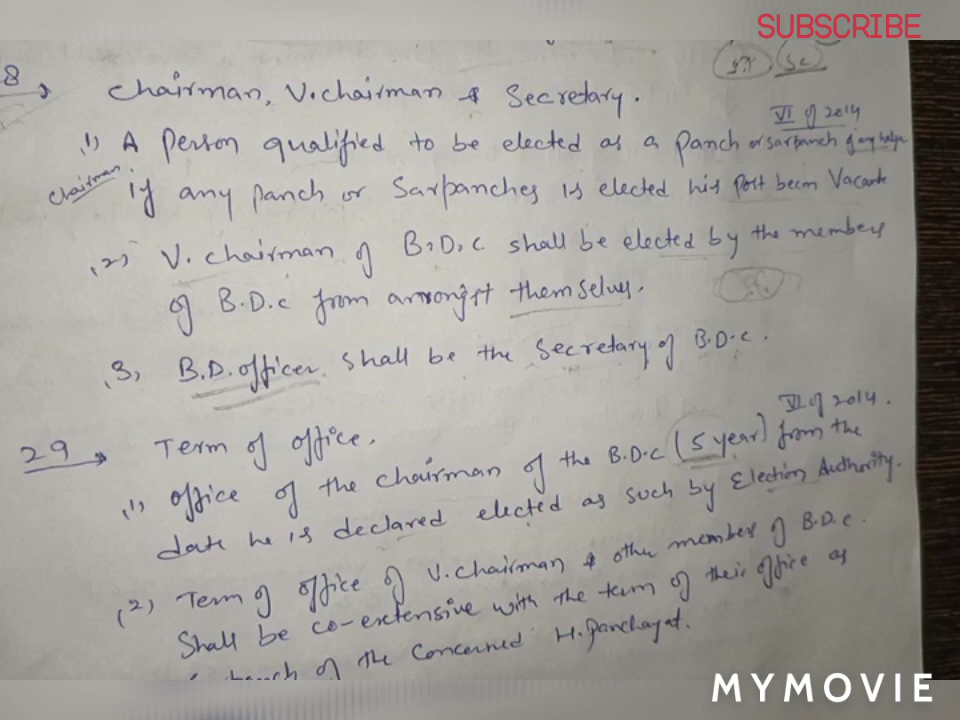 SUBSCRIBE
SC
28 → Chairman, V.chairman & Secretary.
VI of 2014
(1) A Person qualified to be elected as a Panch or sarpanch of any halqa
Chairman.
if any panch or Sarpanches is elected his Post becm Vacante
(2) V. chairman of B.D.C shall be elected by the members
of B.D.C from amongst themselves.
(3) B.D. officer shall be the Secretary of B.D.C.
VI of 2014.
29 → Term of office.
(1) office of the chairman of the B.D.C (5 year) from the
date he is declared elected as such by Election Authority.
(2) Term of office of V.chairman & other member of B.D.C.
Shall be co-extensive with the term of their office as
of the Concerned H.panchayat.
MYMOVIE